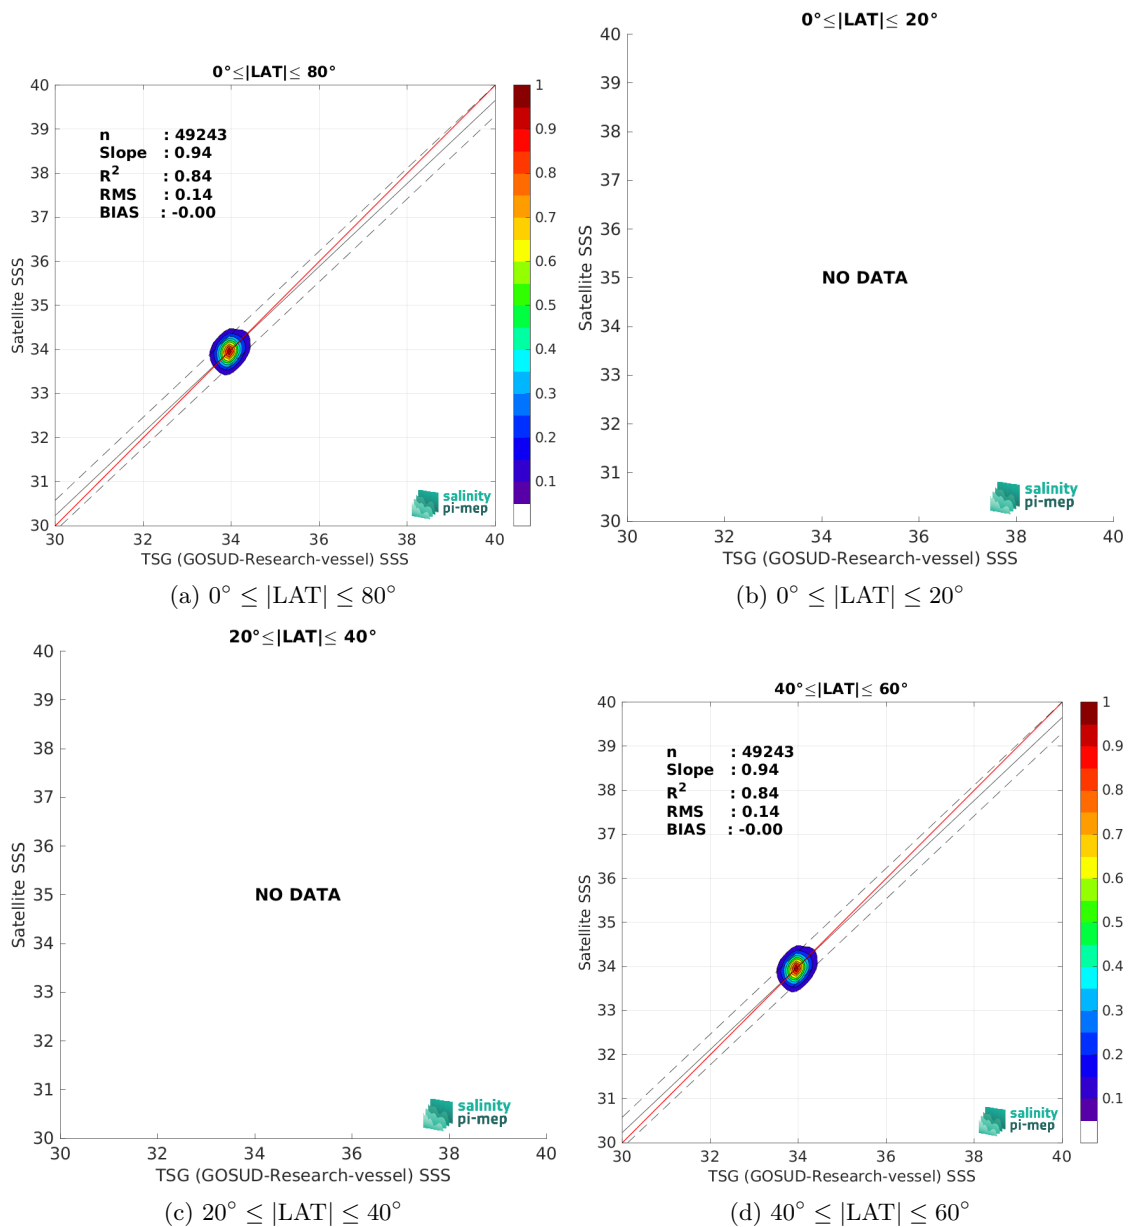 0°≤|LAT|≤ 80°
40
39
38
37
36
35
34
33
32
31
30
n : 49243
Slope : 0.94
R² : 0.84
RMS : 0.14
BIAS : -0.00
salinity
pi-mep
30 32 34 36 38 40
Satellite SSS
TSG (GOSUD-Research-vessel) SSS
1
0.9
0.8
0.7
0.6
0.5
0.4
0.3
0.2
0.1
(a) 0° ≤ |LAT| ≤ 80°
0°≤|LAT|≤ 20°
40
39
38
37
36
35
34
33
32
31
30
NO DATA
salinity
pi-mep
30 32 34 36 38 40
Satellite SSS
TSG (GOSUD-Research-vessel) SSS
(b) 0° ≤ |LAT| ≤ 20°
20°≤|LAT|≤ 40°
40
39
38
37
36
35
34
33
32
31
30
NO DATA
salinity
pi-mep
30 32 34 36 38 40
Satellite SSS
TSG (GOSUD-Research-vessel) SSS
(c) 20° ≤ |LAT| ≤ 40°
40°≤|LAT|≤ 60°
40
39
38
37
36
35
34
33
32
31
30
n : 49243
Slope : 0.94
R² : 0.84
RMS : 0.14
BIAS : -0.00
salinity
pi-mep
30 32 34 36 38 40
Satellite SSS
TSG (GOSUD-Research-vessel) SSS
1
0.9
0.8
0.7
0.6
0.5
0.4
0.3
0.2
0.1
(d) 40° ≤ |LAT| ≤ 60°